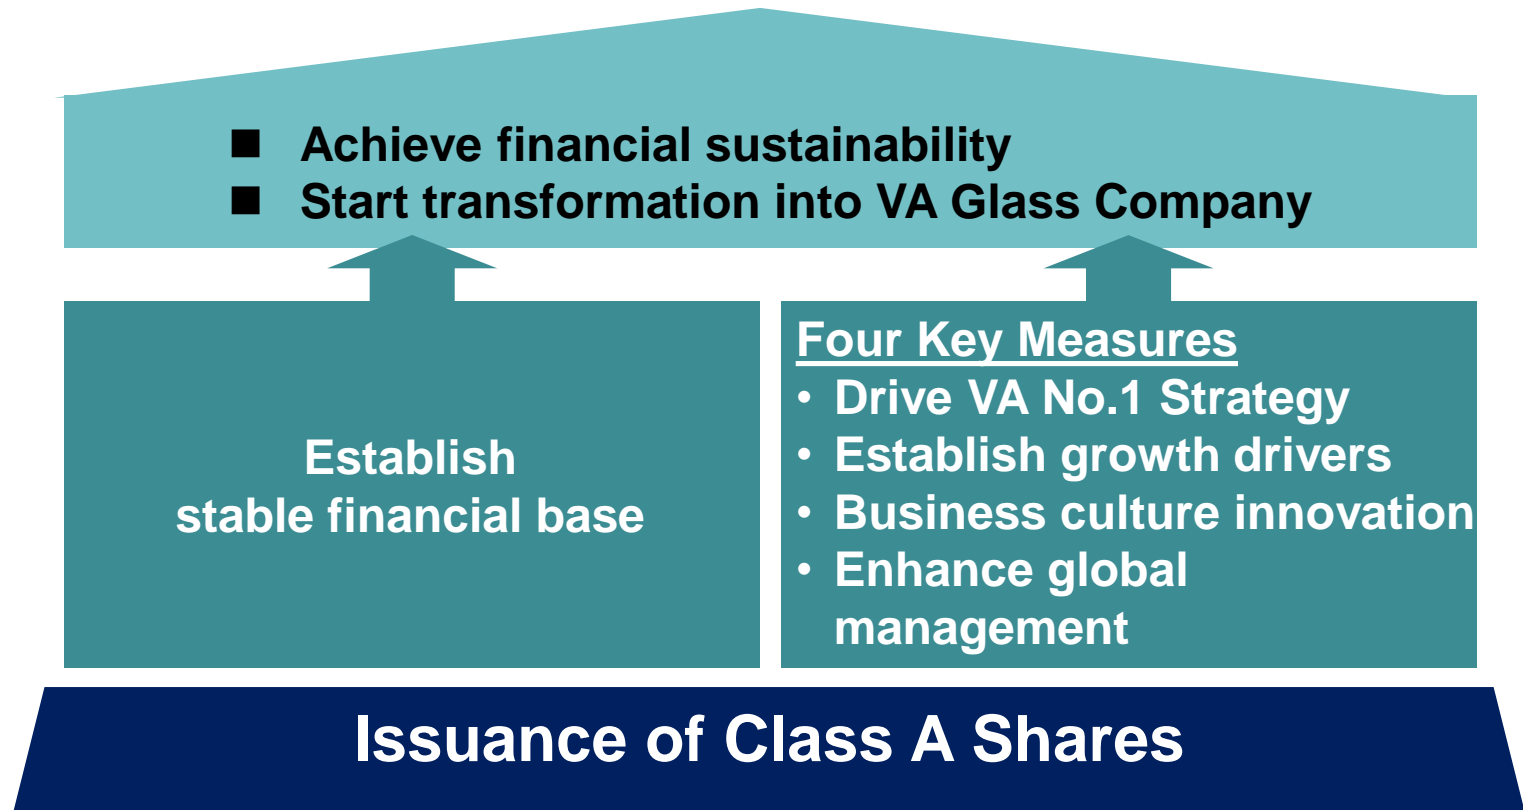 ■ Achieve financial sustainability
■ Start transformation into VA Glass Company
Establish
stable financial base
Four Key Measures
• Drive VA No.1 Strategy
• Establish growth drivers
• Business culture innovation
• Enhance global
management
Issuance of Class A Shares